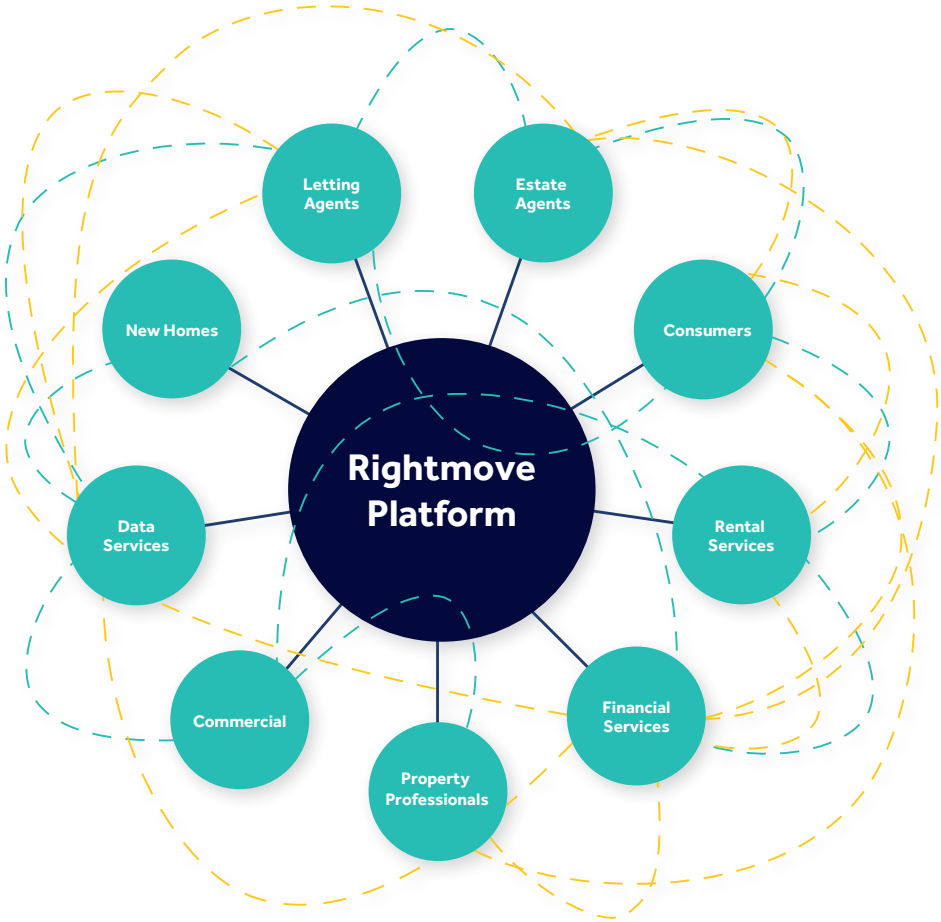 Letting
Agents
Estate
Agents
New Homes
Consumers
Rightmove
Platform
Data
Services
Rental
Services
Commercial
Financial
Services
Property
Professionals